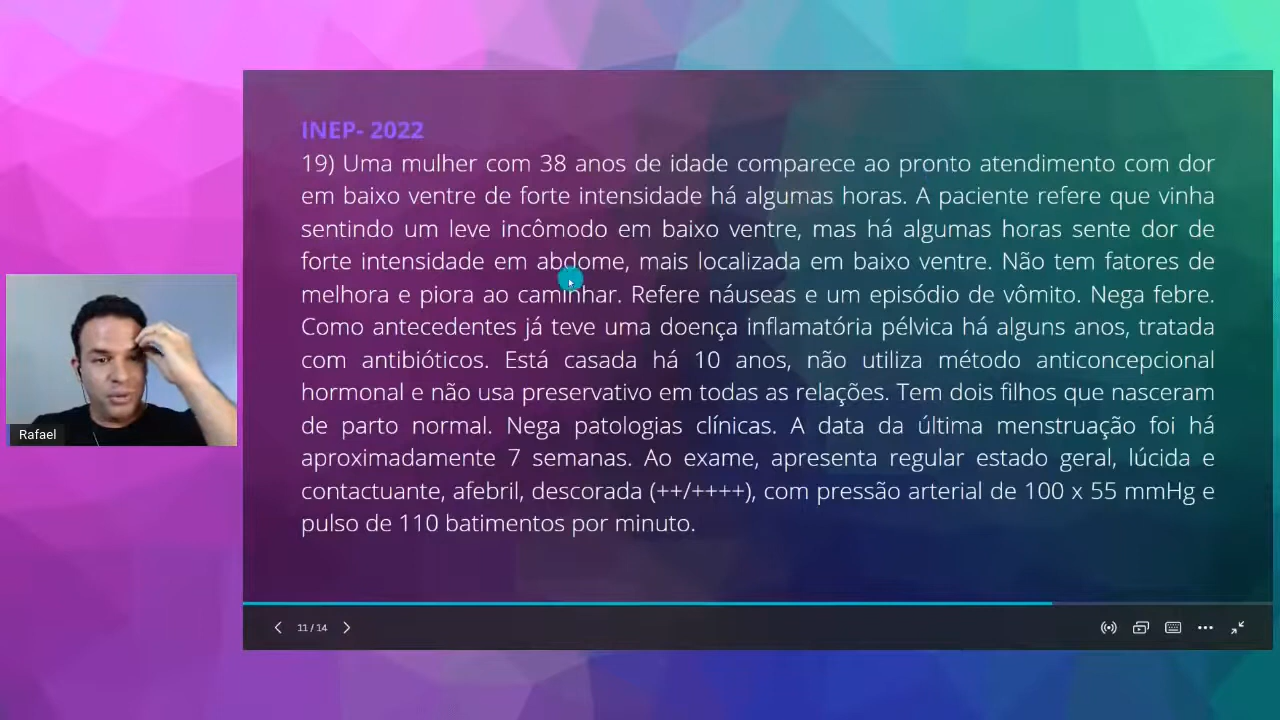 INEP- 2022
19) Uma mulher com 38 anos de idade comparece ao pronto atendimento com dor
em baixo ventre de forte intensidade há algumas horas. A paciente refere que vinha
sentindo um leve incômodo em baixo ventre, mas há algumas horas sente dor de
forte intensidade em abdome, mais localizada em baixo ventre. Não tem fatores de
melhora e piora ao caminhar. Refere náuseas e um episódio de vômito. Nega febre.
Como antecedentes já teve uma doença inflamatória pélvica há alguns anos, tratada
com antibióticos. Está casada há 10 anos, não utiliza método anticoncepcional
hormonal e não usa preservativo em todas as relações. Tem dois filhos que nasceram
de parto normal. Nega patologias clínicas. A data da última menstruação foi há
aproximadamente 7 semanas. Ao exame, apresenta regular estado geral, lúcida e
contactuante, afebril, descorada (++/++++), com pressão arterial de 100 x 55 mmHg e
pulso de 110 batimentos por minuto.
Rafael
11 / 14